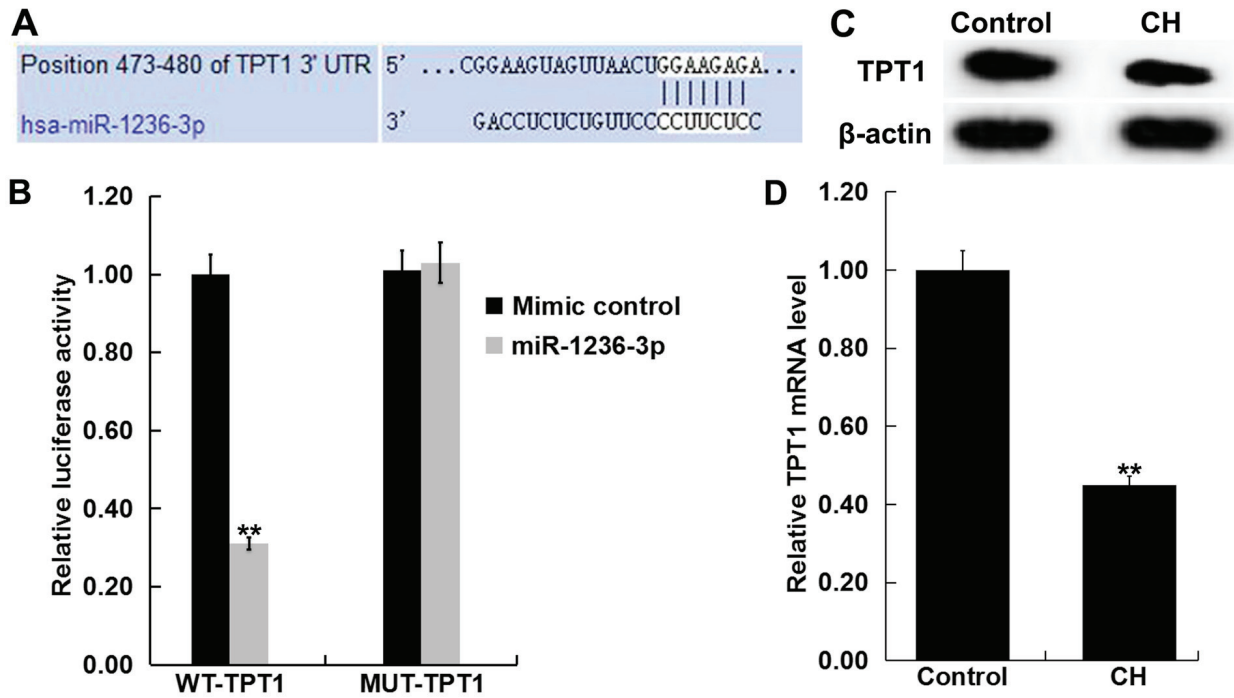 A
Position 473-480 of TPT1 3' UTR 5' ...CGGAAGUAGUUAACUGGAAGAGA...
hsa-miR-1236-3p 3' GACCUCUCUGUUCCCCUUCUCC
B
Relative luciferase activity
1.20
1.00
0.80
0.60
0.40
0.20
0.00
**
Mimic control
miR-1236-3p
WT-TPT1 MUT-TPT1
C
Control CH
TPT1
β-actin
D
Relative TPT1 mRNA level
1.20
1.00
0.80
0.60
0.40
0.20
0.00
**
Control CH